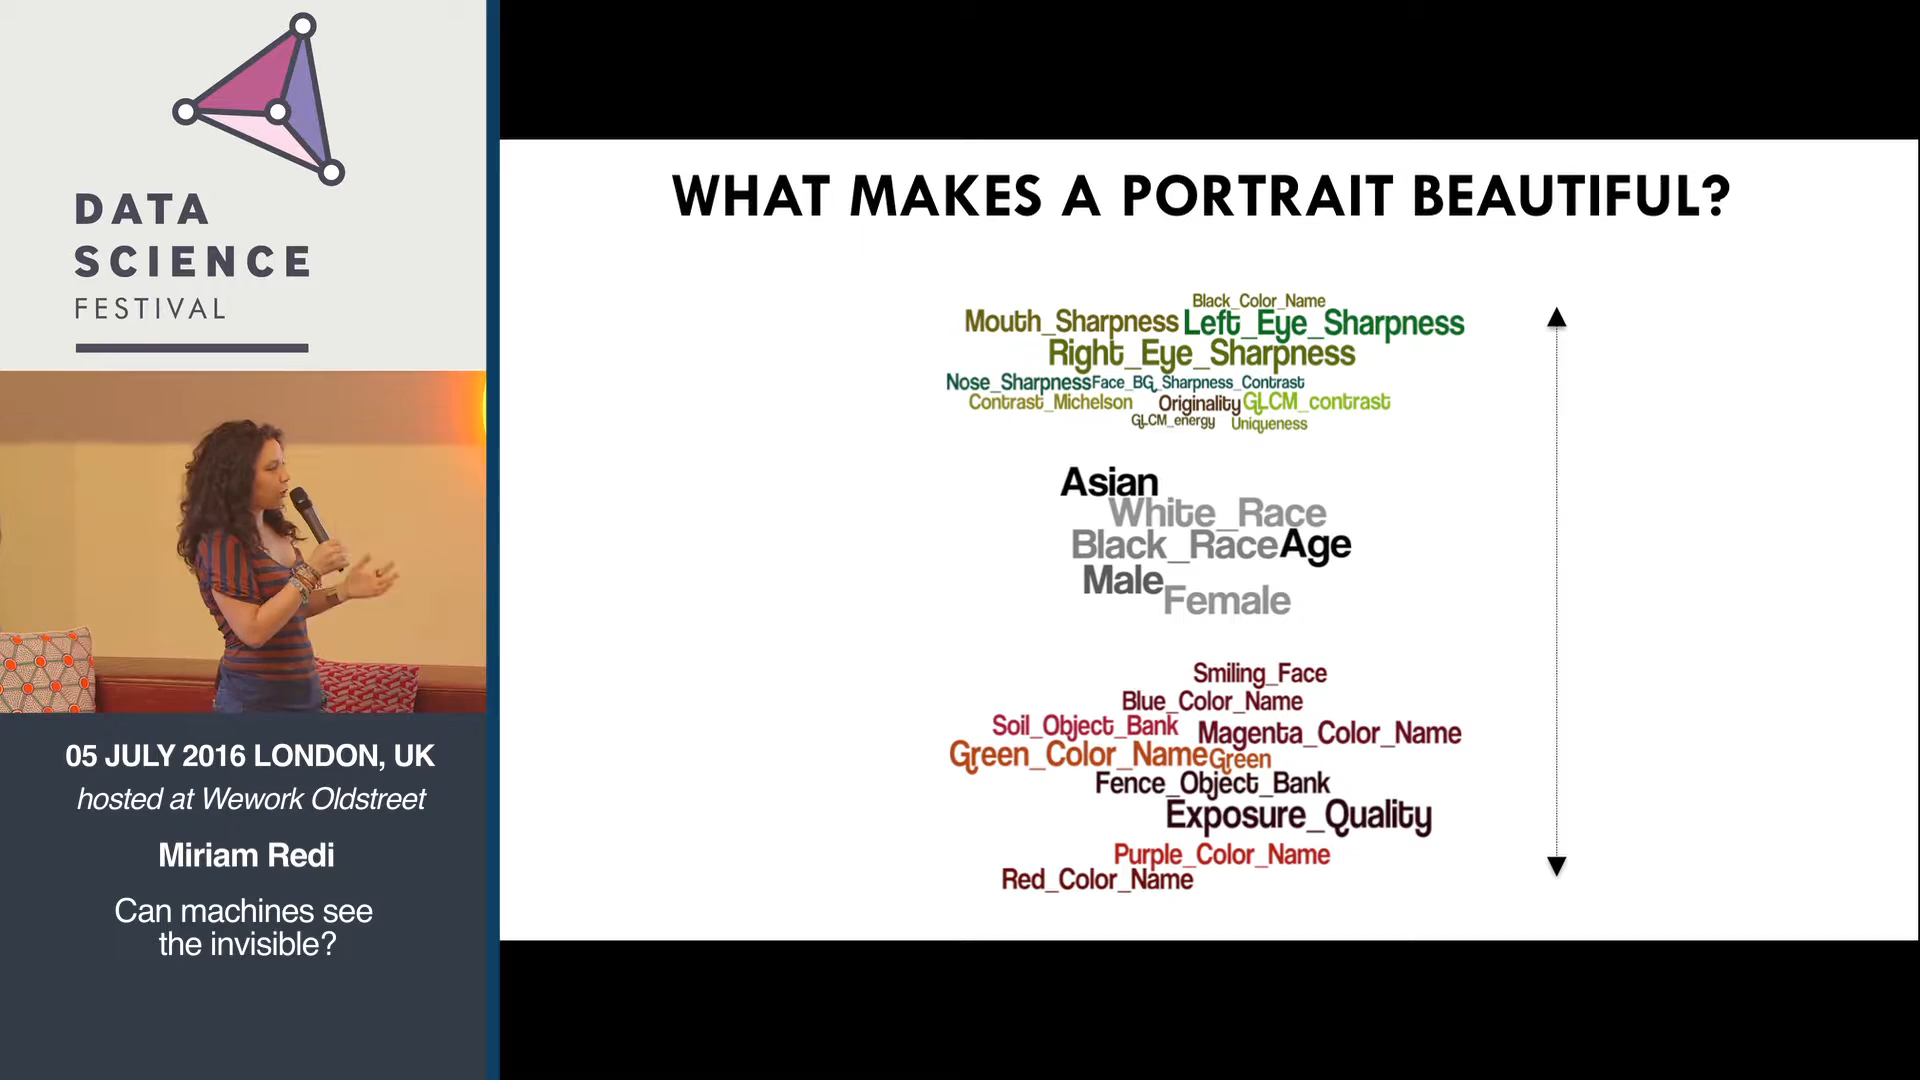 DATA
SCIENCE
FESTIVAL
05 JULY 2016 LONDON, UK
hosted at Wework Oldstreet
Miriam Redi
Can machines see
the invisible?
WHAT MAKES A PORTRAIT BEAUTIFUL?
Black_Color_Name
Mouth_Sharpness Left_Eye_Sharpness
Right_Eye_Sharpness
Nose_Sharpness Face_BG_Sharpness_Contrast
Contrast_Michelson Originality GLCM_contrast
GLCM_energy Uniqueness
Asian
White_Race
Black_Race Age
Male
Female
Smiling_Face
Blue_Color_Name
Soil_Object_Bank Magenta_Color_Name
Green_Color_Name Green
Fence_Object_Bank
Exposure_Quality
Purple_Color_Name
Red_Color_Name